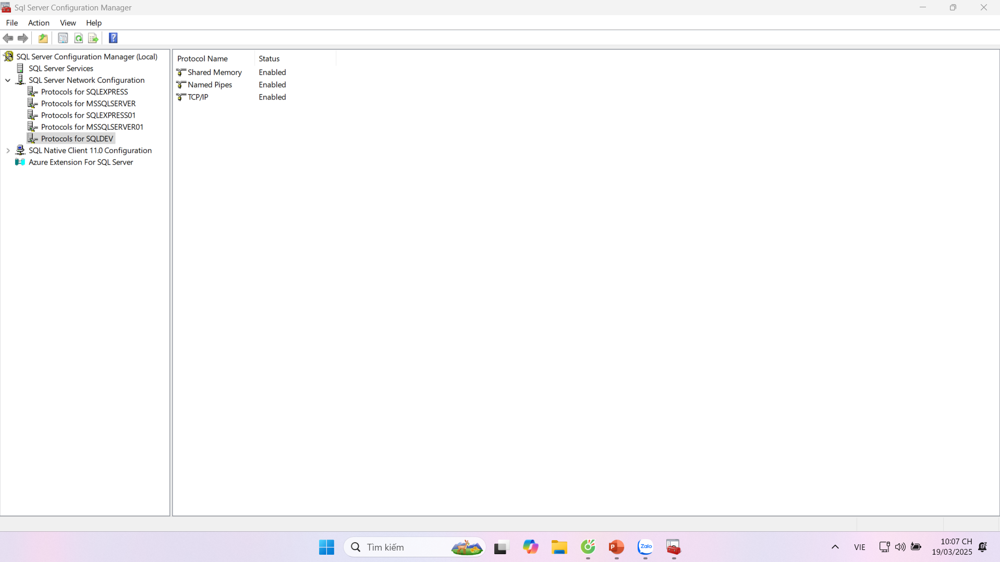 Sql Server Configuration Manager
File Action View Help
SQL Server Configuration Manager (Local)
SQL Server Services
SQL Server Network Configuration
Protocols for SQLEXPRESS
Protocols for MSSQLSERVER
Protocols for SQLEXPRESS01
Protocols for MSSQLSERVER01
Protocols for SQLDEV
SQL Native Client 11.0 Configuration
Azure Extension For SQL Server
Protocol Name Status
Shared Memory Enabled
Named Pipes Enabled
TCP/IP Enabled
Tìm kiếm
Zalo
VIE
10:07 CH
19/03/2025